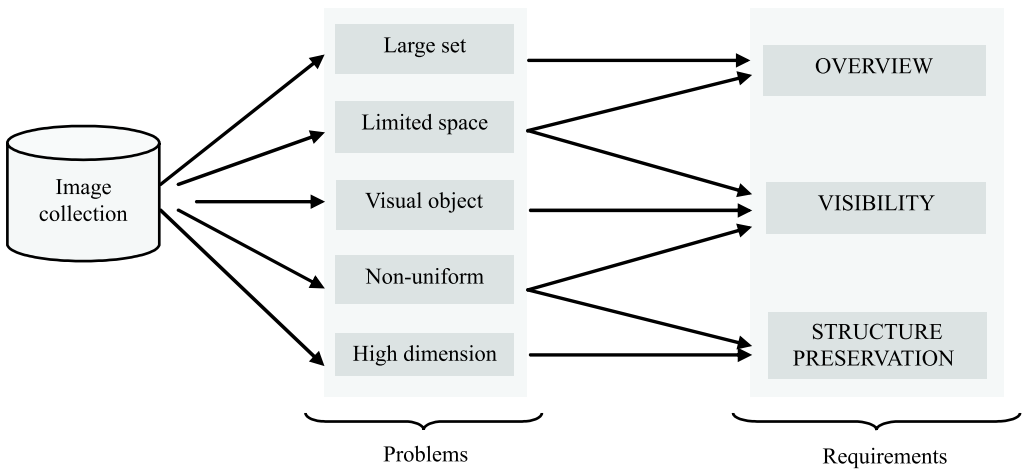 Image
collection
Large set
Limited space
Visual object
Non-uniform
High dimension
Problems
OVERVIEW
VISIBILITY
STRUCTURE
PRESERVATION
Requirements